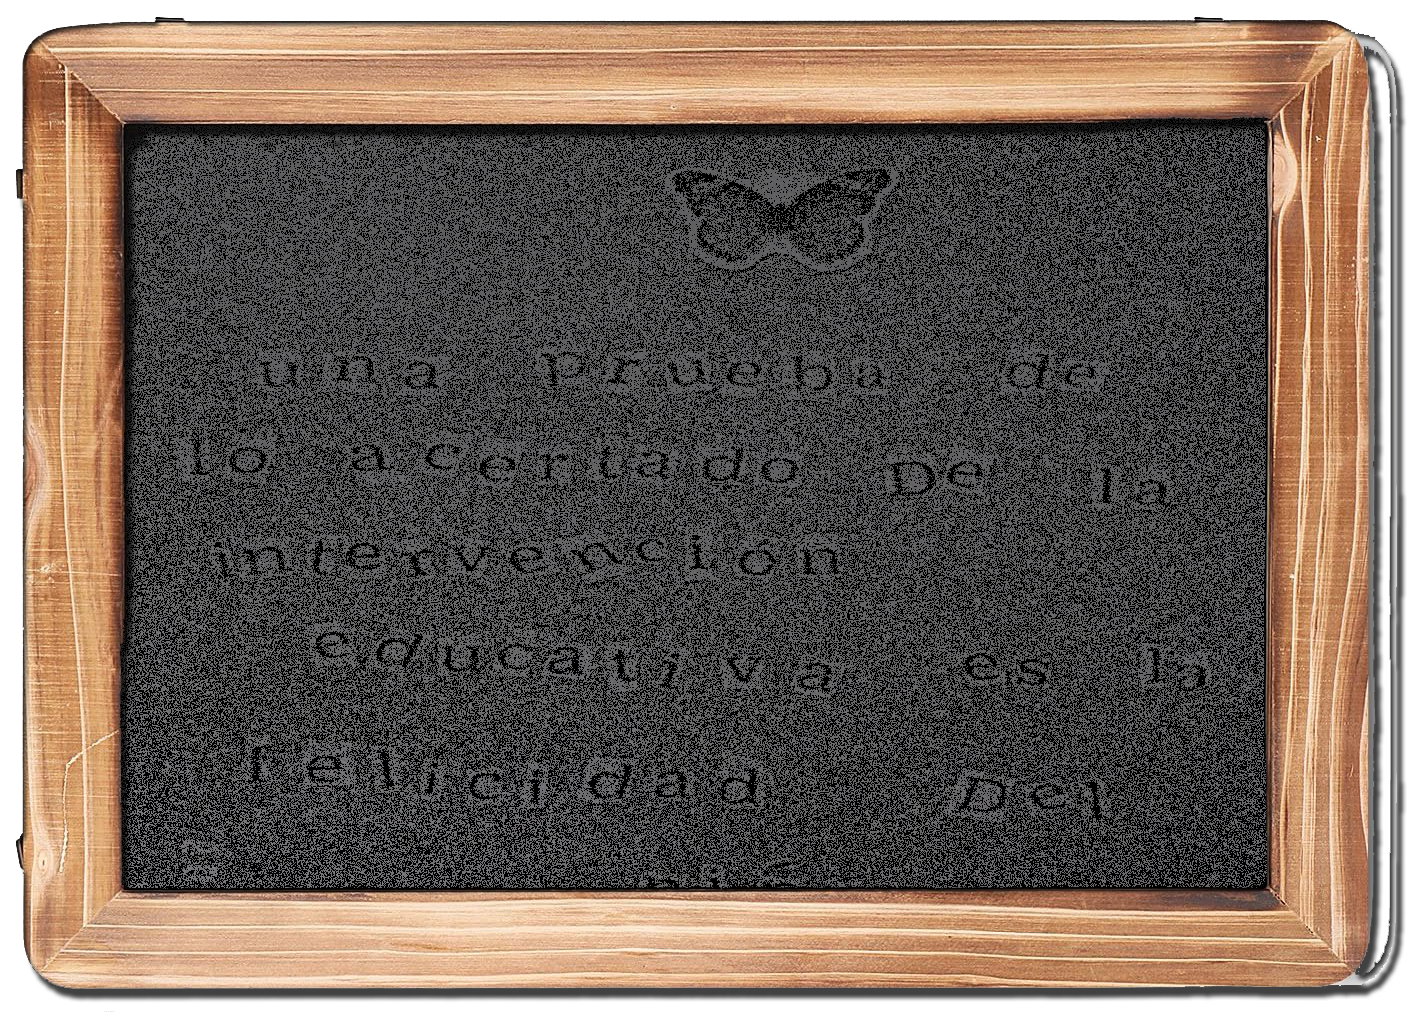 una prueba de
lo acertado De la
intervención
educativa es la
felicidad Del